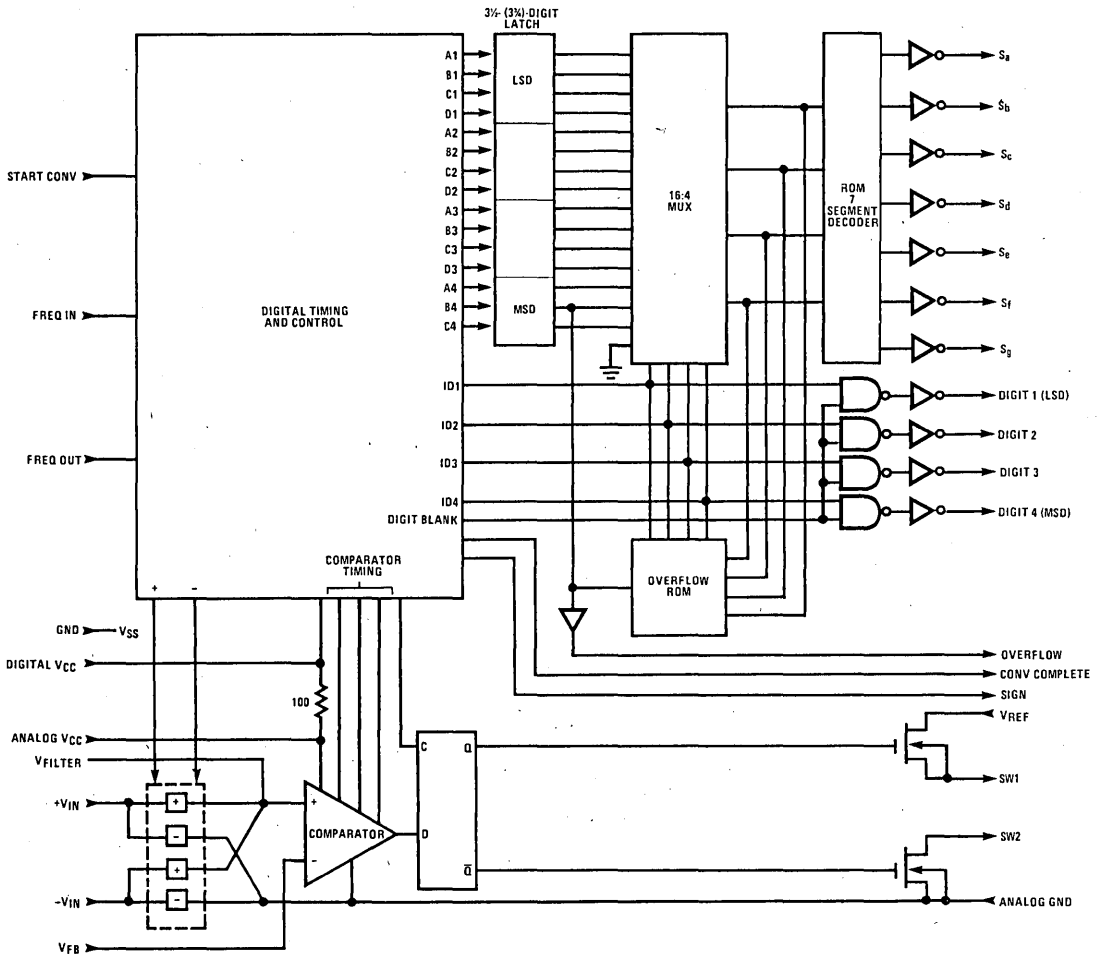 3½- (3¾)-DIGIT
LATCH
A1
B1
C1
D1
A2
B2
C2
D2
A3
B3
C3
D3
A4
B4
C4
LSD
MSD
16:4
MUX
ROM
7
SEGMENT
DECODER
Sa
Sb
Sc
Sd
Se
Sf
Sg
START CONV
FREQ IN
FREQ OUT
DIGITAL TIMING
AND CONTROL
ID1
ID2
ID3
ID4
DIGIT BLANK
DIGIT 1 (LSD)
DIGIT 2
DIGIT 3
DIGIT 4 (MSD)
COMPARATOR
TIMING
OVERFLOW
ROM
+ −
GND
VSS
DIGITAL VCC
100
ANALOG VCC
VFILTER
+VIN
−VIN
VFB
+
−
+
−
+
COMPARATOR
−
C Q
D Q̅
OVERFLOW
CONV COMPLETE
SIGN
VREF
SW1
SW2
ANALOG GND